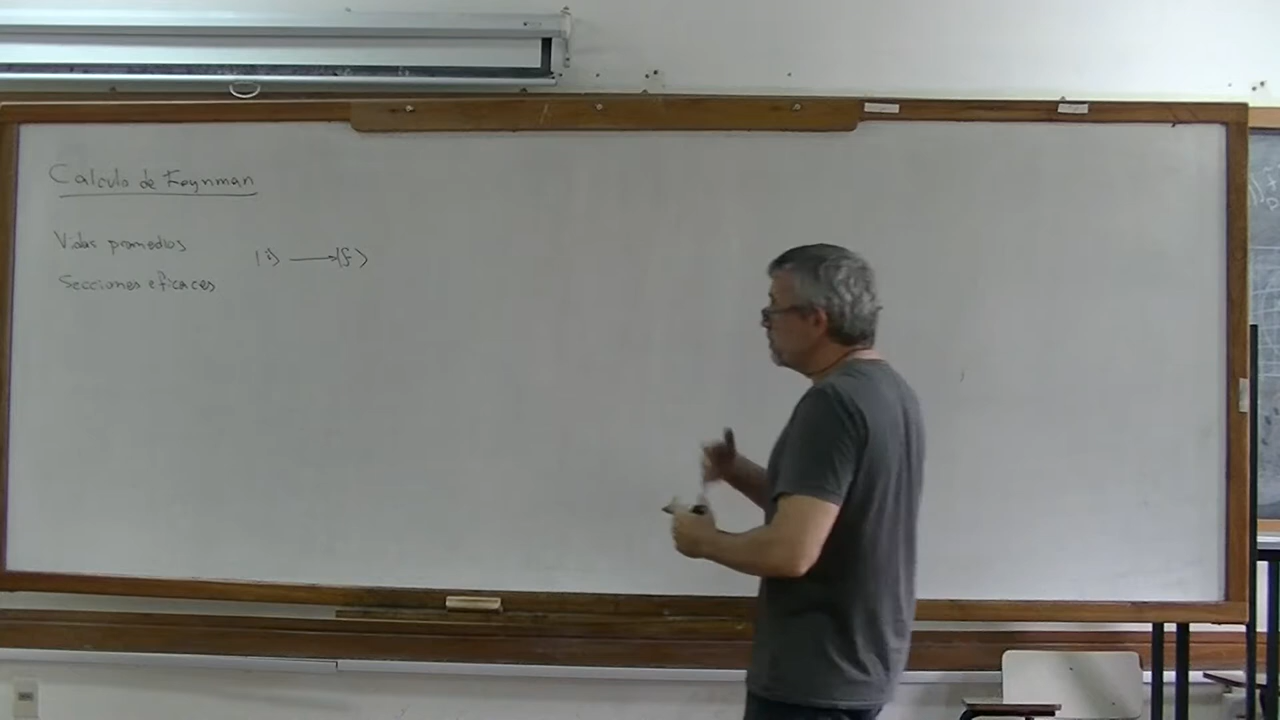 Calculo de Feynman
Vidas promedios
|i⟩ ⟶ |f⟩
Secciones eficaces